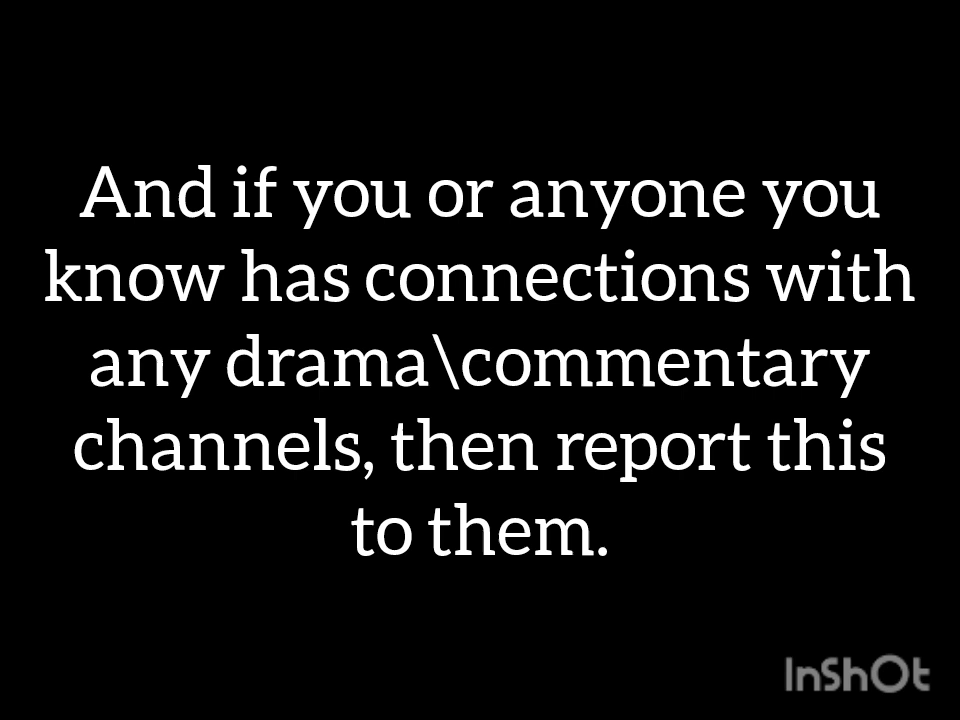 And if you or anyone you
know has connections with
any drama\commentary
channels, then report this
to them.
InShOt